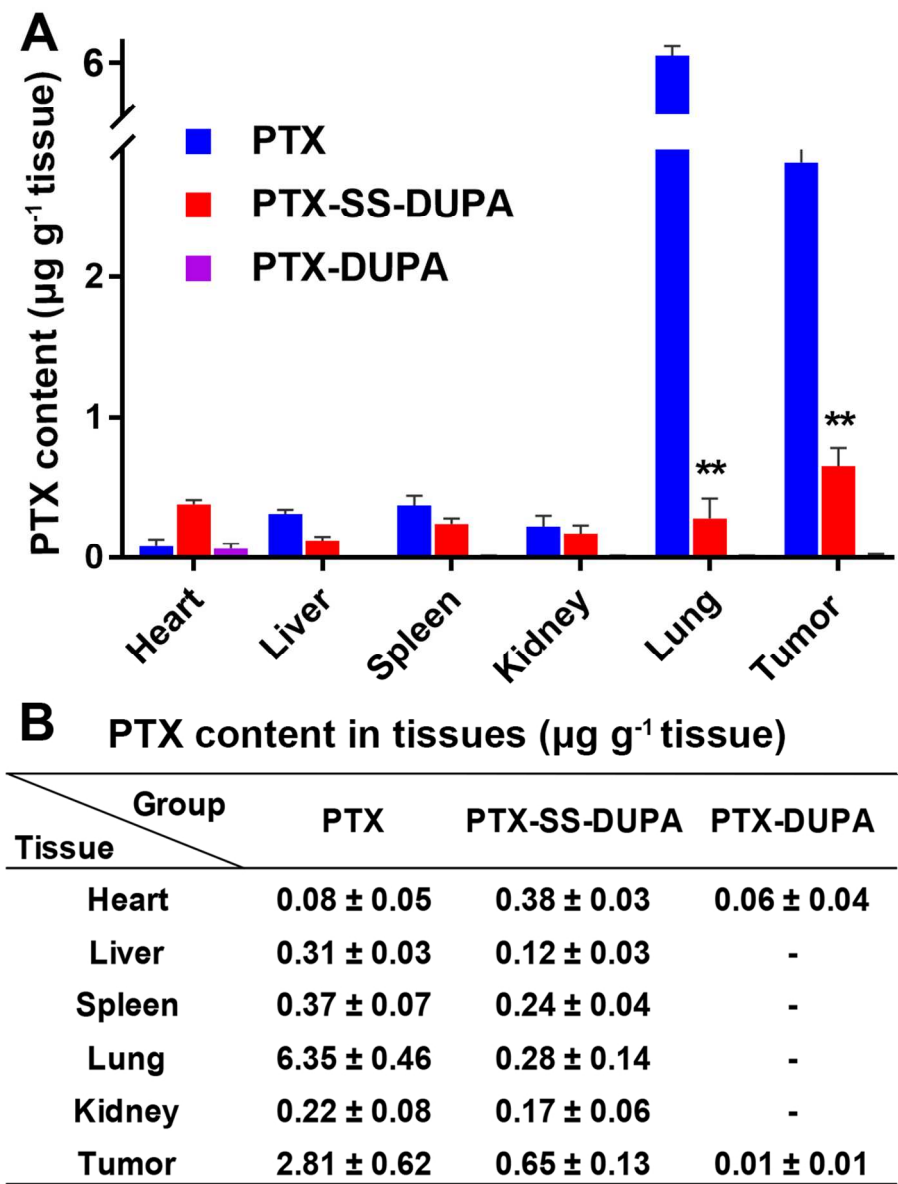 A
PTX content (µg g-1 tissue)
6
2
1
0
PTX
PTX-SS-DUPA
PTX-DUPA
**
**
Heart
Liver
Spleen
Kidney
Lung
Tumor
B
PTX content in tissues (µg g-1 tissue)
Group
Tissue
PTX PTX-SS-DUPA PTX-DUPA
Heart 0.08 ± 0.05 0.38 ± 0.03 0.06 ± 0.04
Liver 0.31 ± 0.03 0.12 ± 0.03 -
Spleen 0.37 ± 0.07 0.24 ± 0.04 -
Lung 6.35 ± 0.46 0.28 ± 0.14 -
Kidney 0.22 ± 0.08 0.17 ± 0.06 -
Tumor 2.81 ± 0.62 0.65 ± 0.13 0.01 ± 0.01